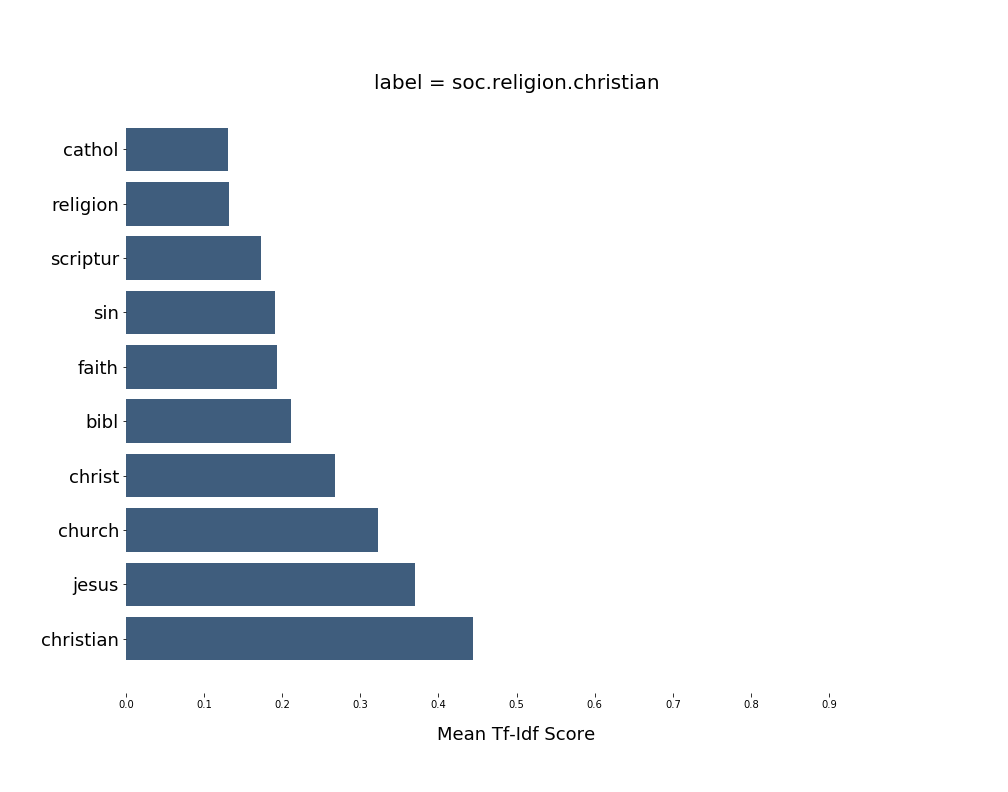 label = soc.religion.christian
cathol
religion
scriptur
sin
faith
bibl
christ
church
jesus
christian
0.0 0.1 0.2 0.3 0.4 0.5 0.6 0.7 0.8 0.9
Mean Tf-Idf Score